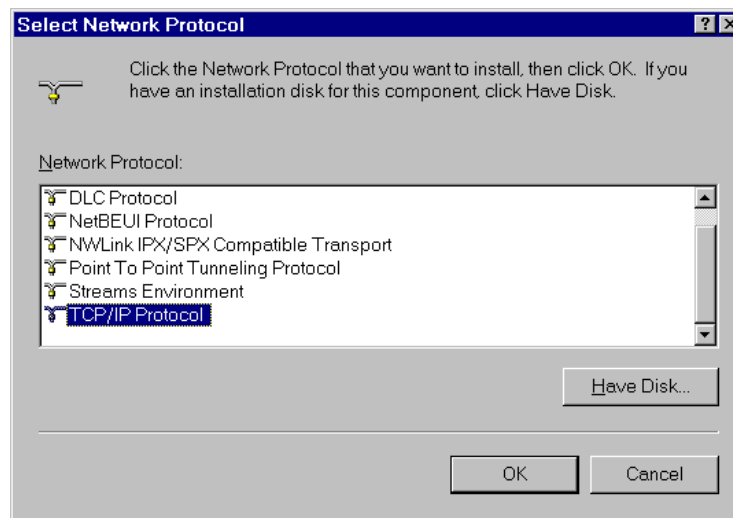 Select Network Protocol
Click the Network Protocol that you want to install, then click OK. If you
have an installation disk for this component, click Have Disk.
Network Protocol:
DLC Protocol
NetBEUI Protocol
NWLink IPX/SPX Compatible Transport
Point To Point Tunneling Protocol
Streams Environment
TCP/IP Protocol
Have Disk...
OK Cancel